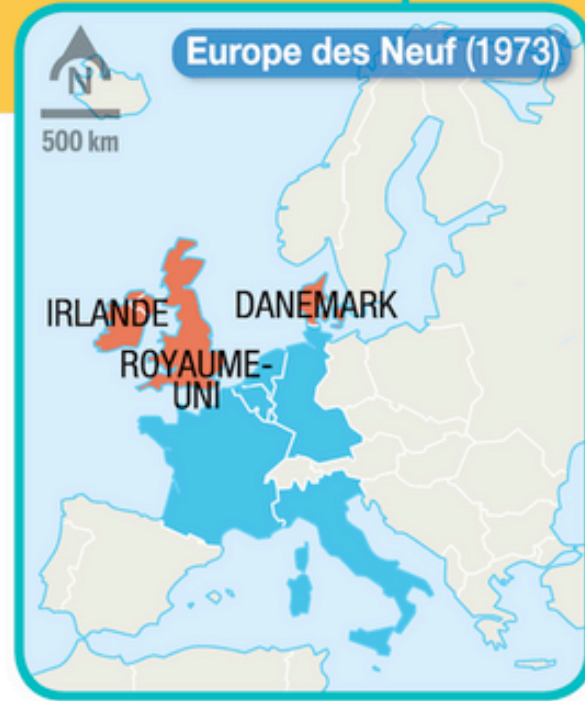 Europe des Neuf (1973)
N
500 km
IRLANDE
DANEMARK
ROYAUME-
UNI